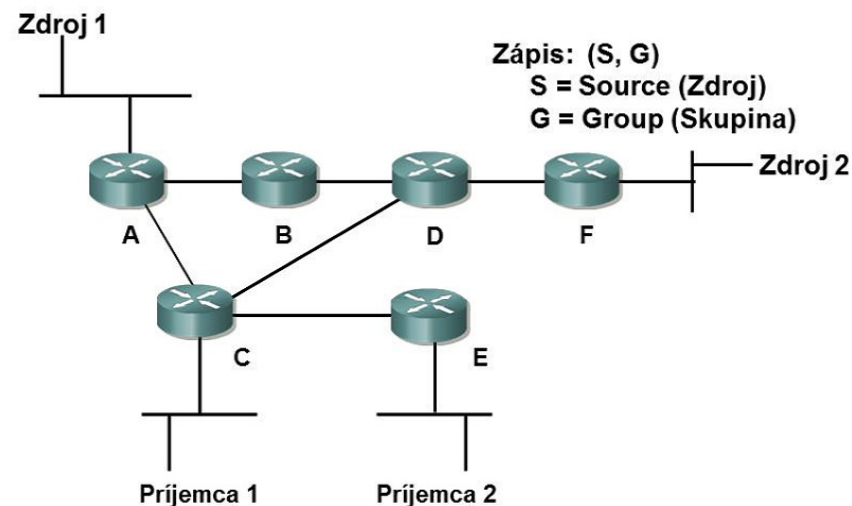 Zdroj 1
Zápis: (S, G)
S = Source (Zdroj)
G = Group (Skupina)
Zdroj 2
A
B
D
F
C
E
Príjemca 1
Príjemca 2